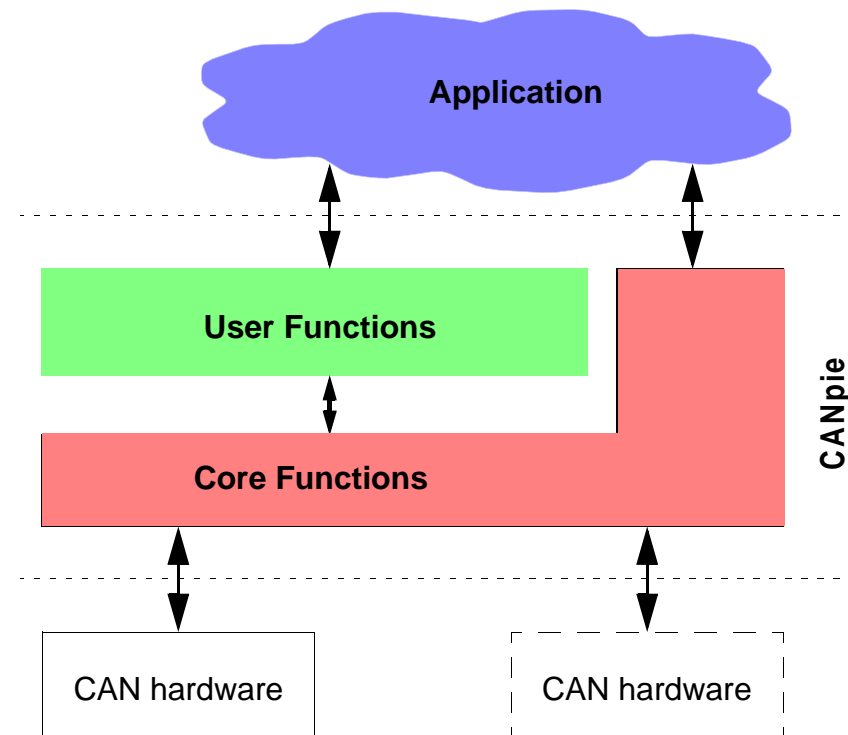 Application
User Functions
CANpie
Core Functions
CAN hardware
CAN hardware